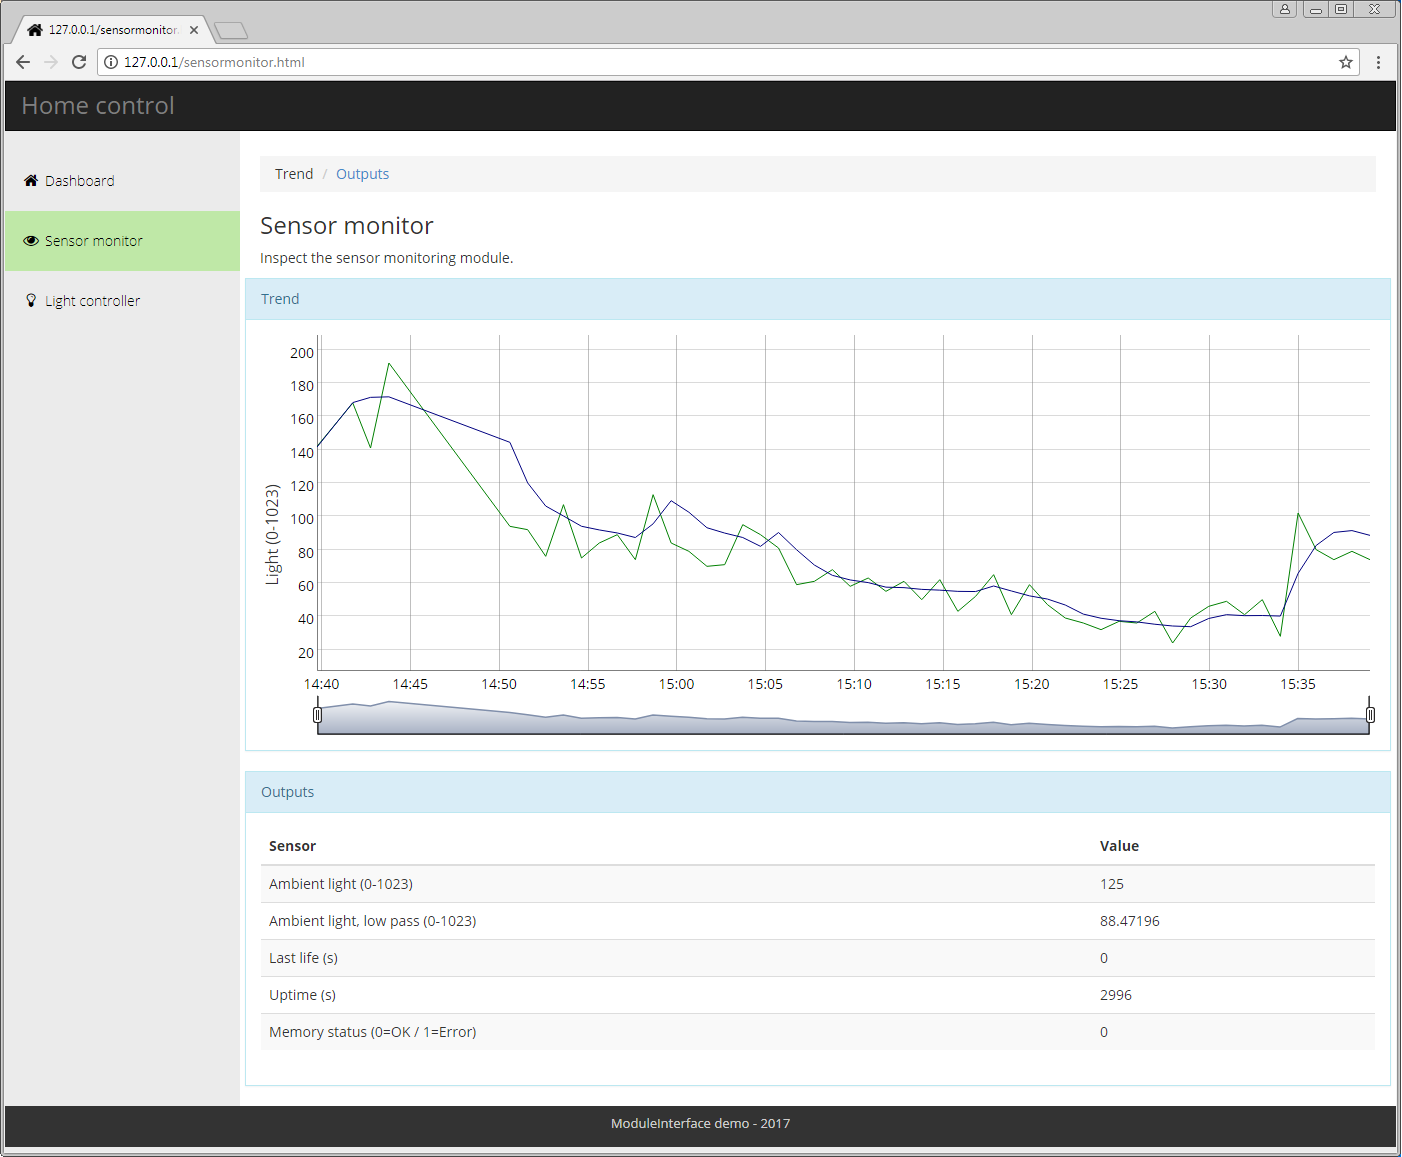 127.0.0.1/sensormonitor.
127.0.0.1/sensormonitor.html
Home control
Dashboard
Sensor monitor
Light controller
Trend / Outputs
Sensor monitor
Inspect the sensor monitoring module.
Trend
200
180
160
140
120
100
80
60
40
20
Light (0-1023)
14:40 14:45 14:50 14:55 15:00 15:05 15:10 15:15 15:20 15:25 15:30 15:35
Outputs
Sensor Value
Ambient light (0-1023) 125
Ambient light, low pass (0-1023) 88.47196
Last life (s) 0
Uptime (s) 2996
Memory status (0=OK / 1=Error) 0
ModuleInterface demo - 2017